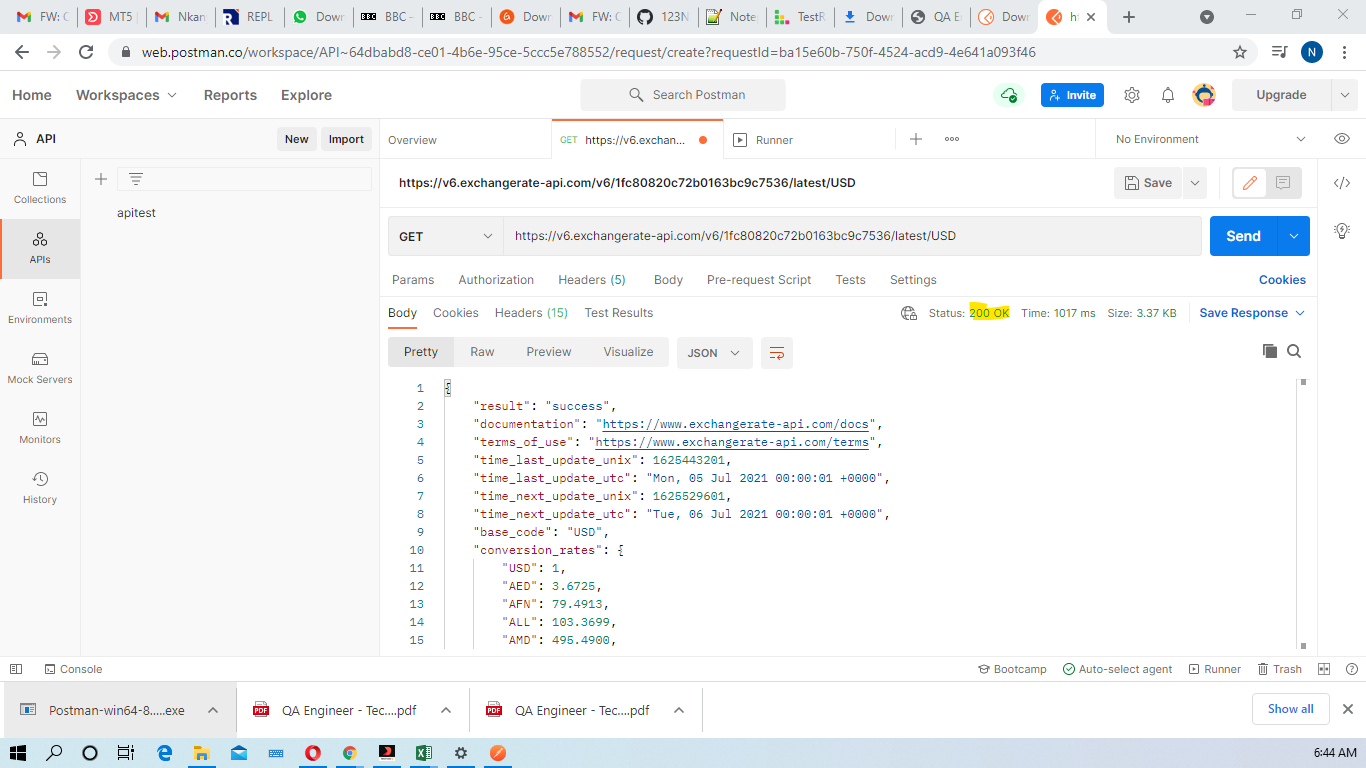 FW: C
MT5 |
Nkan
REPL
Down
BBC –
BBC –
Down
FW: C
123N
Note
TestR
Down
QA E
Down
ht
web.postman.co/workspace/API~64dbabd8-ce01-4b6e-95ce-5ccc5e788552/request/create?requestId=ba15e60b-750f-4524-acd9-4e641a093f46
N
Home Workspaces Reports Explore Search Postman Invite Upgrade
API New Import
Overview GET https://v6.exchan... Runner ooo No Environment
Collections
APIs
Environments
Mock Servers
Monitors
History
apitest
https://v6.exchangerate-api.com/v6/1fc80820c72b0163bc9c7536/latest/USD Save
GET https://v6.exchangerate-api.com/v6/1fc80820c72b0163bc9c7536/latest/USD Send
Params Authorization Headers (5) Body Pre-request Script Tests Settings Cookies
Body Cookies Headers (15) Test Results Status: 200 OK Time: 1017 ms Size: 3.37 KB Save Response
Pretty Raw Preview Visualize JSON
1 {
2 "result": "success",
3 "documentation": "https://www.exchangerate-api.com/docs",
4 "terms_of_use": "https://www.exchangerate-api.com/terms",
5 "time_last_update_unix": 1625443201,
6 "time_last_update_utc": "Mon, 05 Jul 2021 00:00:01 +0000",
7 "time_next_update_unix": 1625529601,
8 "time_next_update_utc": "Tue, 06 Jul 2021 00:00:01 +0000",
9 "base_code": "USD",
10 "conversion_rates": {
11 "USD": 1,
12 "AED": 3.6725,
13 "AFN": 79.4913,
14 "ALL": 103.3699,
15 "AMD": 495.4900,
Console Bootcamp Auto-select agent Runner Trash
Postman-win64-8.....exe
PDF QA Engineer - Tec....pdf
PDF QA Engineer - Tec....pdf
Show all
6:44 AM